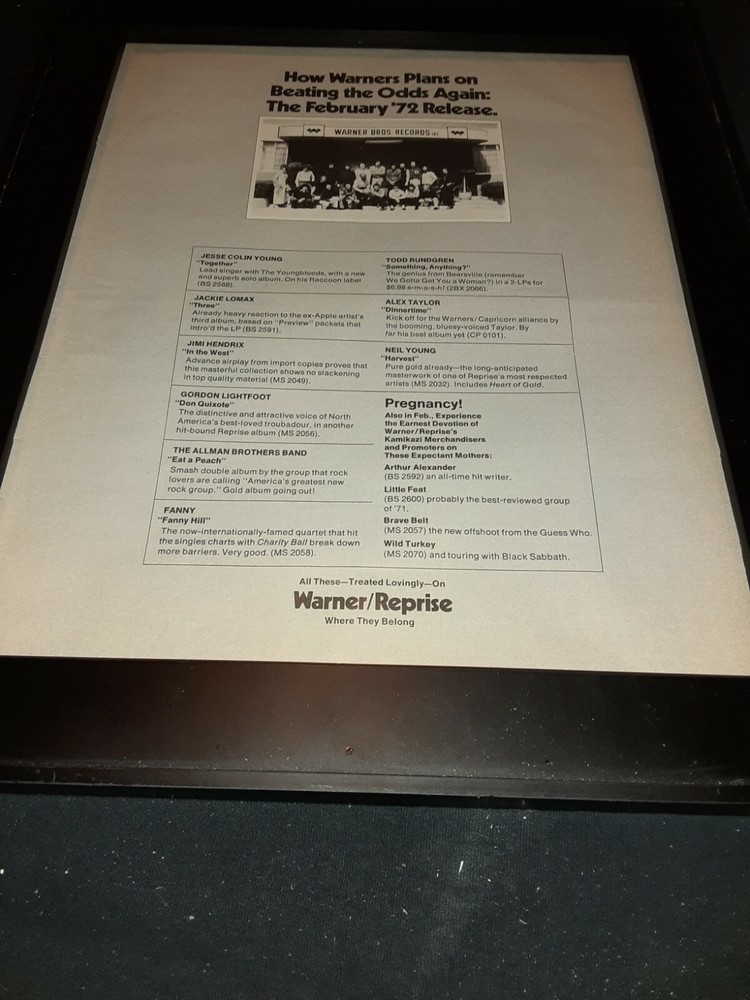 How Warners Plans on
Beating the Odds Again:
The February '72 Release.
WARNER BROS. RECORDS INC.
JESSE COLIN YOUNG
"Together"
Lead singer with The Youngbloods, with a new
and superb solo album. On his Raccoon label
(BS 2588).
JACKIE LOMAX
"Three"
Already heavy reaction to the ex-Apple artist's
third album, based on "Preview" packets that
intro'd the LP (BS 2591).
JIMI HENDRIX
"In the West"
Advance airplay from import copies proves that
this masterful collection shows no slackening
in top quality material (MS 2049).
GORDON LIGHTFOOT
"Don Quixote"
The distinctive and attractive voice of North
America's best-loved troubadour, in another
hit-bound Reprise album (MS 2056).
THE ALLMAN BROTHERS BAND
"Eat a Peach"
Smash double album by the group that rock
lovers are calling "America's greatest new
rock group." Gold album going out!
FANNY
"Fanny Hill"
The now-internationally-famed quartet that hit
the singles charts with Charity Ball break down
more barriers. Very good. (MS 2058).
TODD RUNDGREN
"Something, Anything?"
The genius from Bearsville (remember
We Gotta Get You a Woman?) in a 2-LPs for
$6.98 s-m-a-s-h! (2BX 2066).
ALEX TAYLOR
"Dinnertime"
Kick off for the Warners/Capricorn alliance by
the booming, bluesy-voiced Taylor. By
far his best album yet (CP 0101).
NEIL YOUNG
"Harvest"
Pure gold already—the long-anticipated
masterwork of one of Reprise's most respected
artists (MS 2032). Includes Heart of Gold.
Pregnancy!
Also in Feb., Experience
the Earnest Devotion of
Warner/Reprise's
Kamikazi Merchandisers
and Promoters on
These Expectant Mothers:
Arthur Alexander
(BS 2592) an all-time hit writer.
Little Feat
(BS 2600) probably the best-reviewed group
of '71.
Brave Belt
(MS 2057) the new offshoot from the Guess Who.
Wild Turkey
(MS 2070) and touring with Black Sabbath.
All These—Treated Lovingly—On
Warner/Reprise
Where They Belong